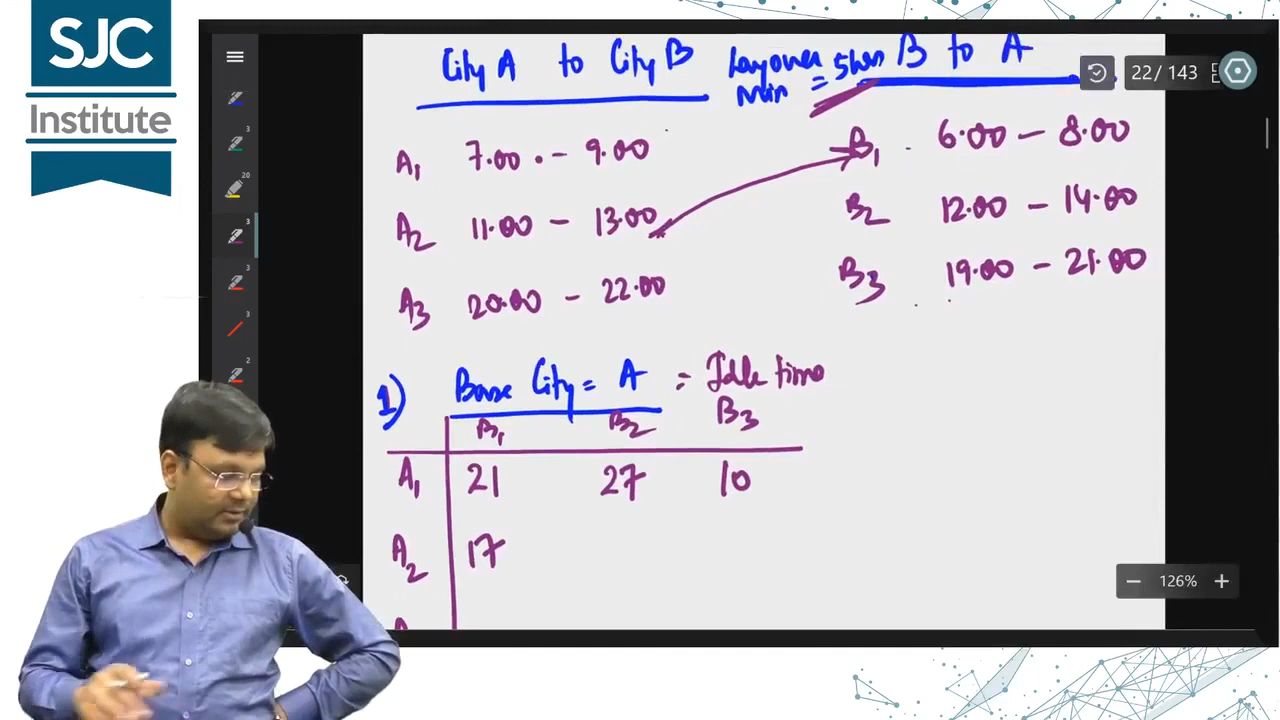 SJC
Institute
22 / 143
City A to City B Layover min = 5 hrs B to A
A1 7.00 - 9.00 B1 6.00 - 8.00
A2 11.00 - 13.00 B2 12.00 - 14.00
A3 20.00 - 22.00 B3 19.00 - 21.00
1) Base City = A = Idle time
B1 B2 B3
A1 21 27 10
A2 17
126%